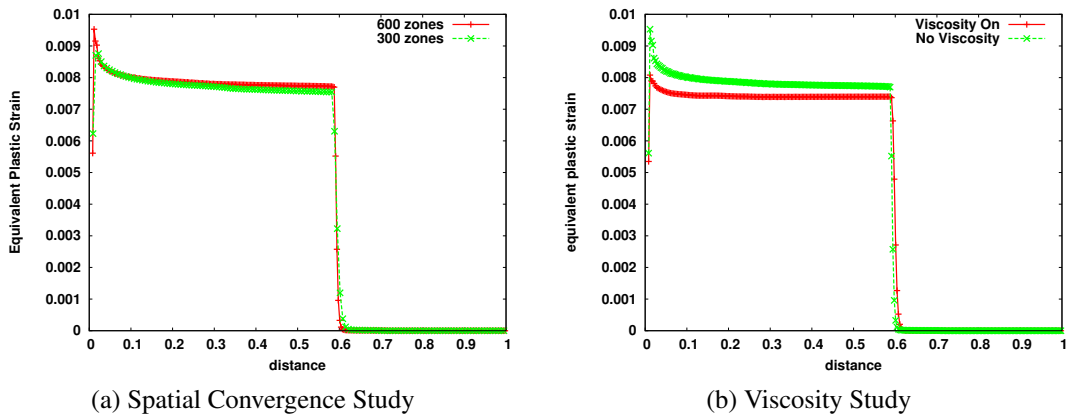 0.01
0.009
0.008
0.007
0.006
0.005
0.004
0.003
0.002
0.001
0
0 0.1 0.2 0.3 0.4 0.5 0.6 0.7 0.8 0.9 1
Equivalent Plastic Strain
distance
600 zones
300 zones
(a) Spatial Convergence Study
0.01
0.009
0.008
0.007
0.006
0.005
0.004
0.003
0.002
0.001
0
0 0.1 0.2 0.3 0.4 0.5 0.6 0.7 0.8 0.9 1
equivalent plastic strain
distance
Viscosity On
No Viscosity
(b) Viscosity Study